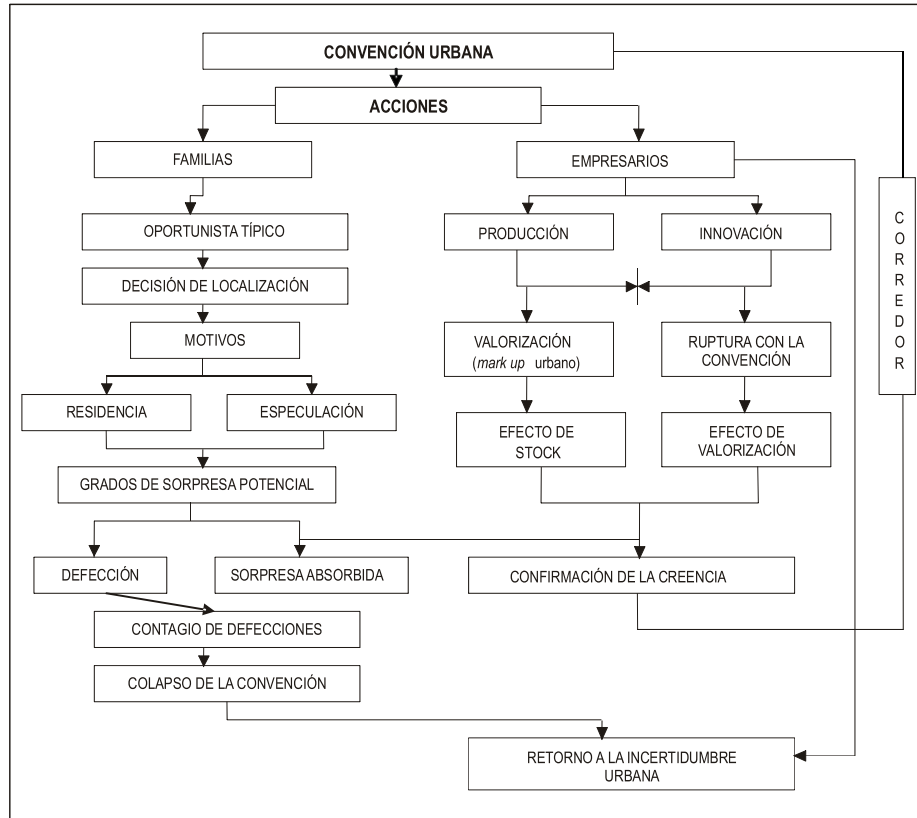 CONVENCIÓN URBANA
ACCIONES
FAMILIAS
EMPRESARIOS
OPORTUNISTA TÍPICO
PRODUCCIÓN
INNOVACIÓN
CORREDOR
DECISIÓN DE LOCALIZACIÓN
MOTIVOS
VALORIZACIÓN
(mark up urbano)
RUPTURA CON LA
CONVENCIÓN
RESIDENCIA
ESPECULACIÓN
EFECTO DE
STOCK
EFECTO DE
VALORIZACIÓN
GRADOS DE SORPRESA POTENCIAL
DEFECCIÓN
SORPRESA ABSORBIDA
CONFIRMACIÓN DE LA CREENCIA
CONTAGIO DE DEFECCIONES
COLAPSO DE LA CONVENCIÓN
RETORNO A LA INCERTIDUMBRE
URBANA